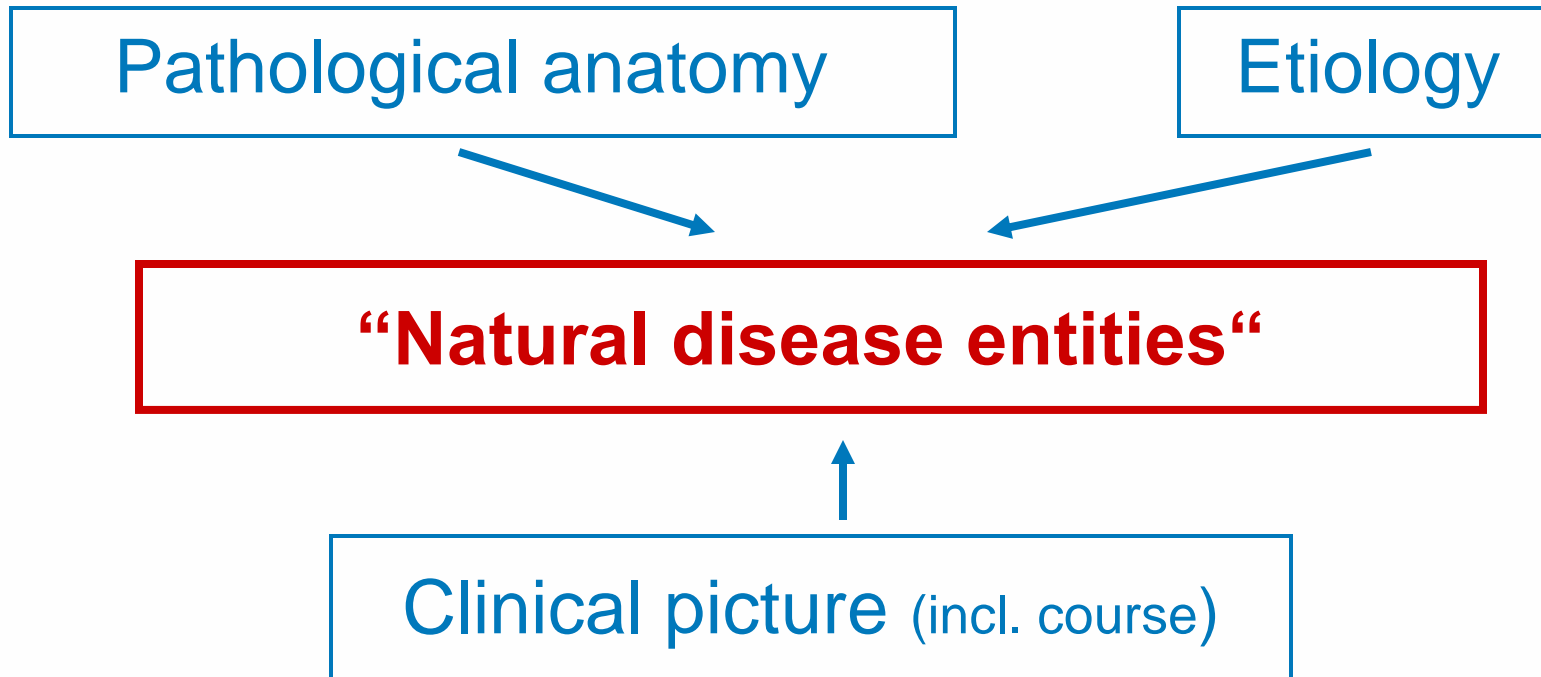 Pathological anatomy
Etiology
“Natural disease entities“
Clinical picture (incl. course)